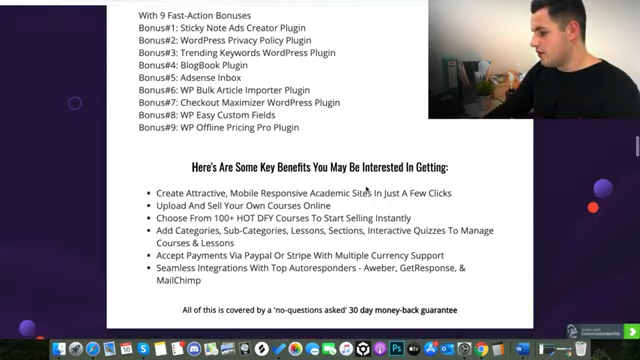 With 9 Fast-Action Bonuses
Bonus#1: Sticky Note Ads Creator Plugin
Bonus#2: WordPress Privacy Policy Plugin
Bonus#3: Trending Keywords WordPress Plugin
Bonus#4: BlogBook Plugin
Bonus#5: Adsense Inbox
Bonus#6: WP Bulk Article Importer Plugin
Bonus#7: Checkout Maximizer WordPress Plugin
Bonus#8: WP Easy Custom Fields
Bonus#9: WP Offline Pricing Pro Plugin
Here's Are Some Key Benefits You May Be Interested In Getting:
Create Attractive, Mobile Responsive Academic Sites In Just A Few Clicks
Upload And Sell Your Own Courses Online
Choose From 100+ HOT DFY Courses To Start Selling Instantly
Add Categories, Sub-Categories, Lessons, Sections, Interactive Quizzes To Manage
Courses & Lessons
Accept Payments Via Paypal Or Stripe With Multiple Currency Support
Seamless Integrations With Top Autoresponders - Aweber, GetResponse, &
MailChimp
All of this is covered by a 'no-questions asked' 30 day money-back guarantee